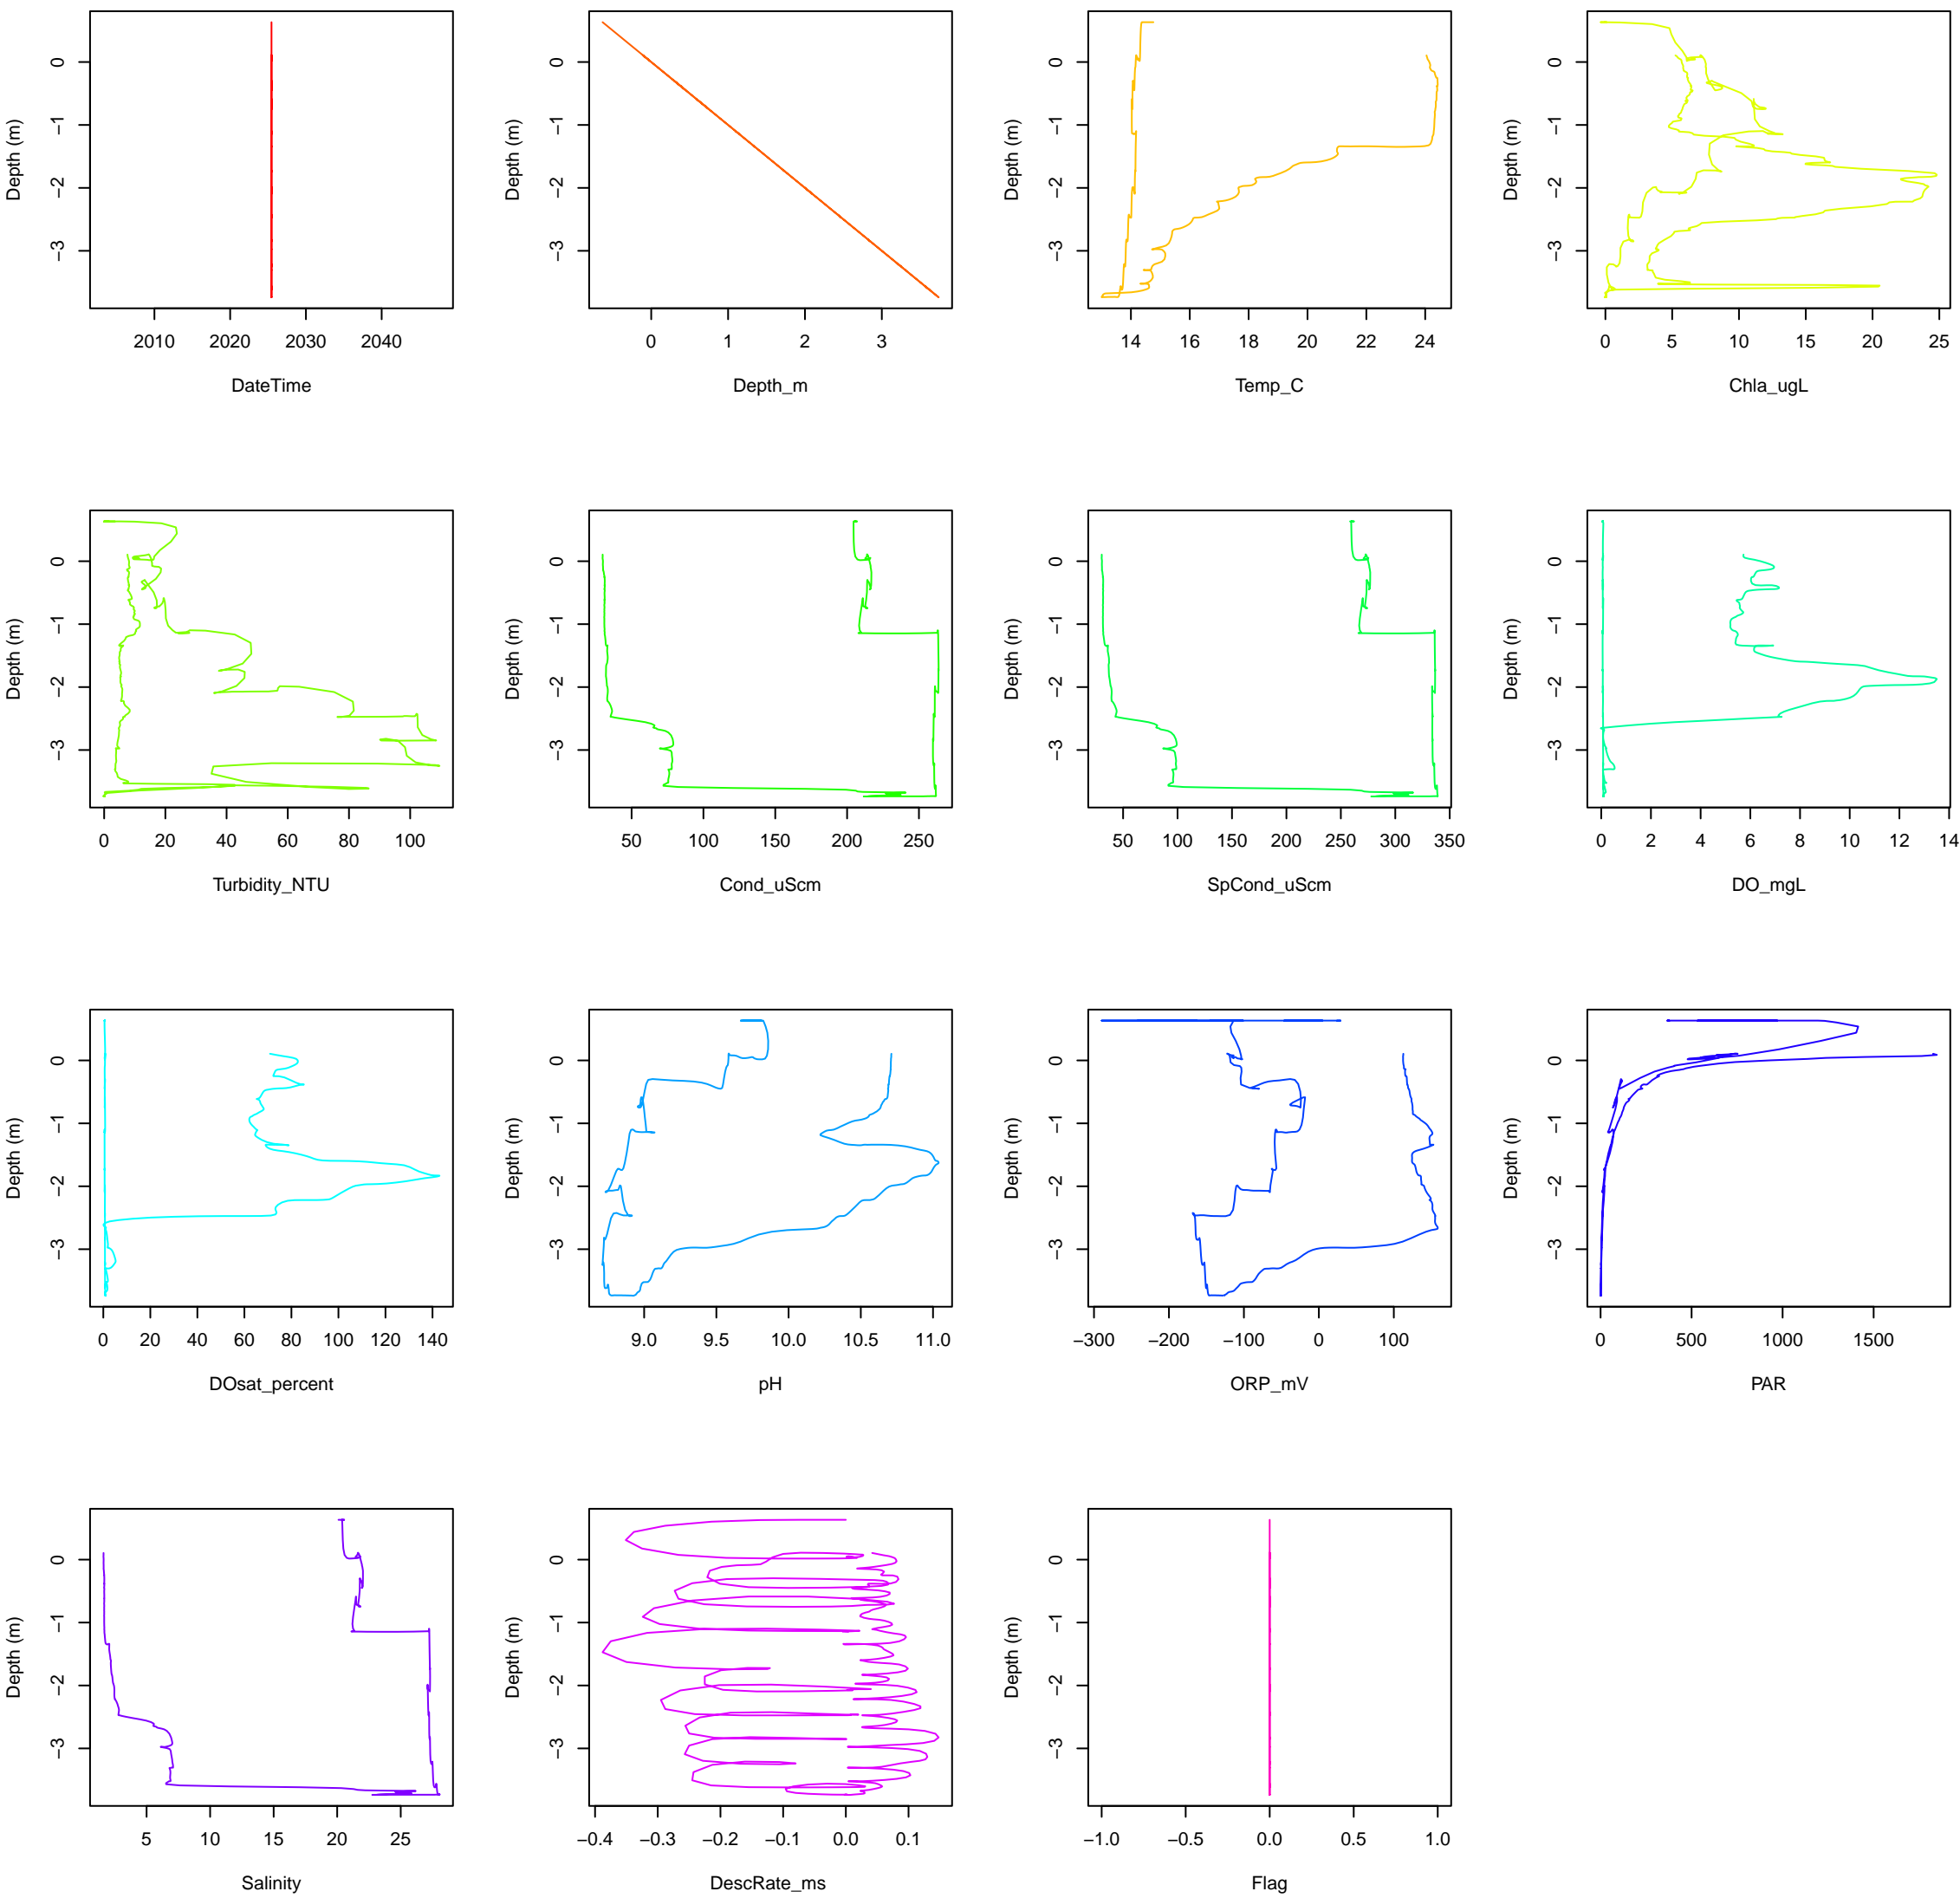 0
−1
−2
−3
Depth (m)
2010 2020 2030 2040
DateTime
0
−1
−2
−3
Depth (m)
0 1 2 3
Depth_m
0
−1
−2
−3
Depth (m)
14 16 18 20 22 24
Temp_C
0
−1
−2
−3
Depth (m)
0 5 10 15 20 25
Chla_ugL
0
−1
−2
−3
Depth (m)
0 20 40 60 80 100
Turbidity_NTU
0
−1
−2
−3
Depth (m)
50 100 150 200 250
Cond_uScm
0
−1
−2
−3
Depth (m)
50 100 150 200 250 300 350
SpCond_uScm
0
−1
−2
−3
Depth (m)
0 2 4 6 8 10 12 14
DO_mgL
0
−1
−2
−3
Depth (m)
0 20 40 60 80 100 120 140
DOsat_percent
0
−1
−2
−3
Depth (m)
9.0 9.5 10.0 10.5 11.0
pH
0
−1
−2
−3
Depth (m)
−300 −200 −100 0 100
ORP_mV
0
−1
−2
−3
Depth (m)
0 500 1000 1500
PAR
0
−1
−2
−3
Depth (m)
5 10 15 20 25
Salinity
0
−1
−2
−3
Depth (m)
−0.4 −0.3 −0.2 −0.1 0.0 0.1
DescRate_ms
0
−1
−2
−3
Depth (m)
−1.0 −0.5 0.0 0.5 1.0
Flag